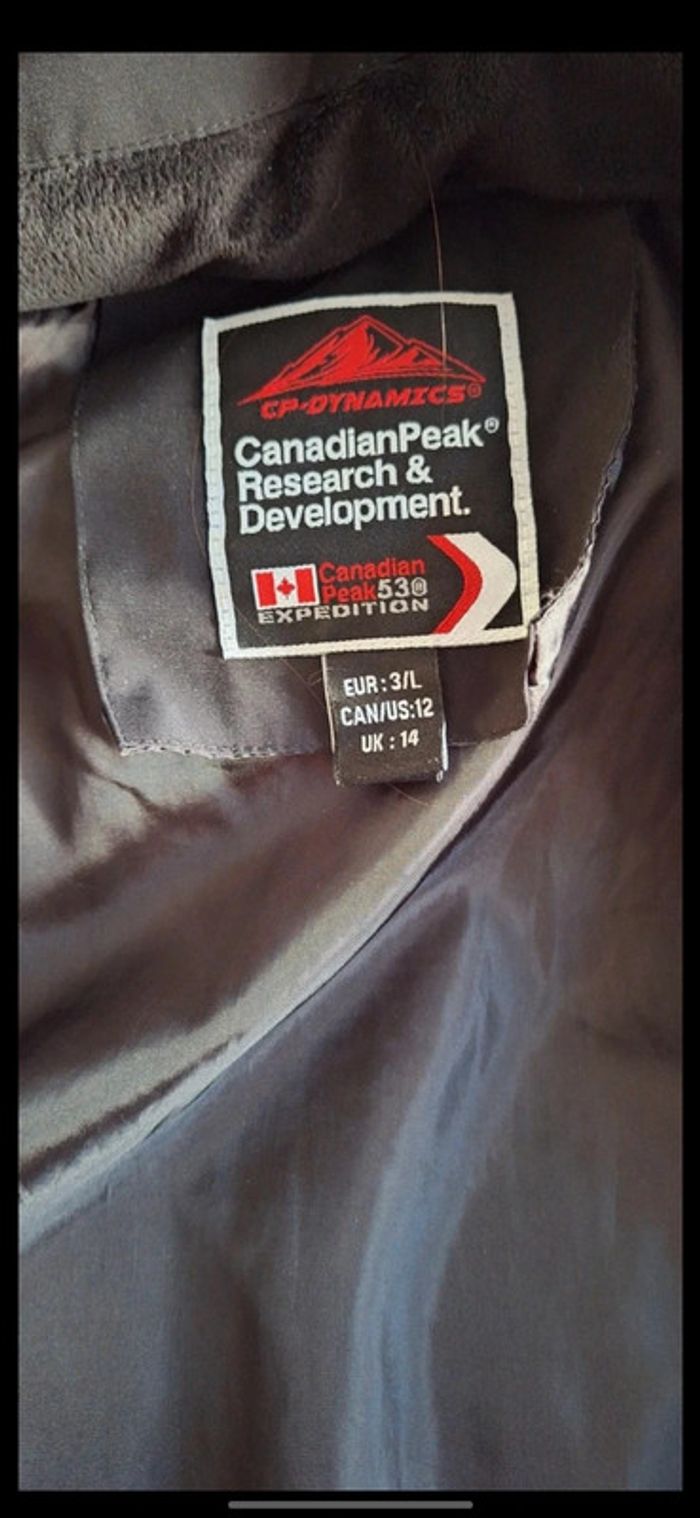 CP-DYNAMICS®
CanadianPeak®
Research &
Development.
Canadian
Peak53®
EXPEDITION
EUR : 3/L
CAN/US:12
UK : 14